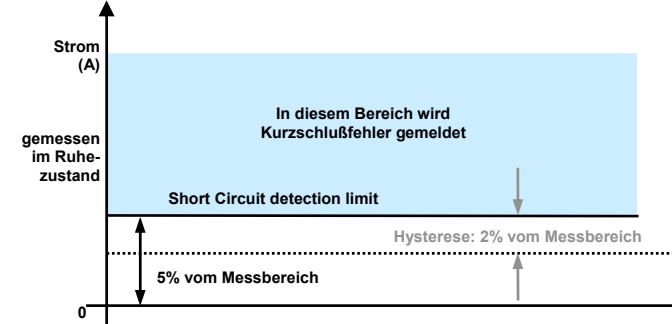 Strom
(A)
In diesem Bereich wird
Kurzschlußfehler gemeldet
gemessen
im Ruhe-
zustand
Short Circuit detection limit
Hysterese: 2% vom Messbereich
5% vom Messbereich
0